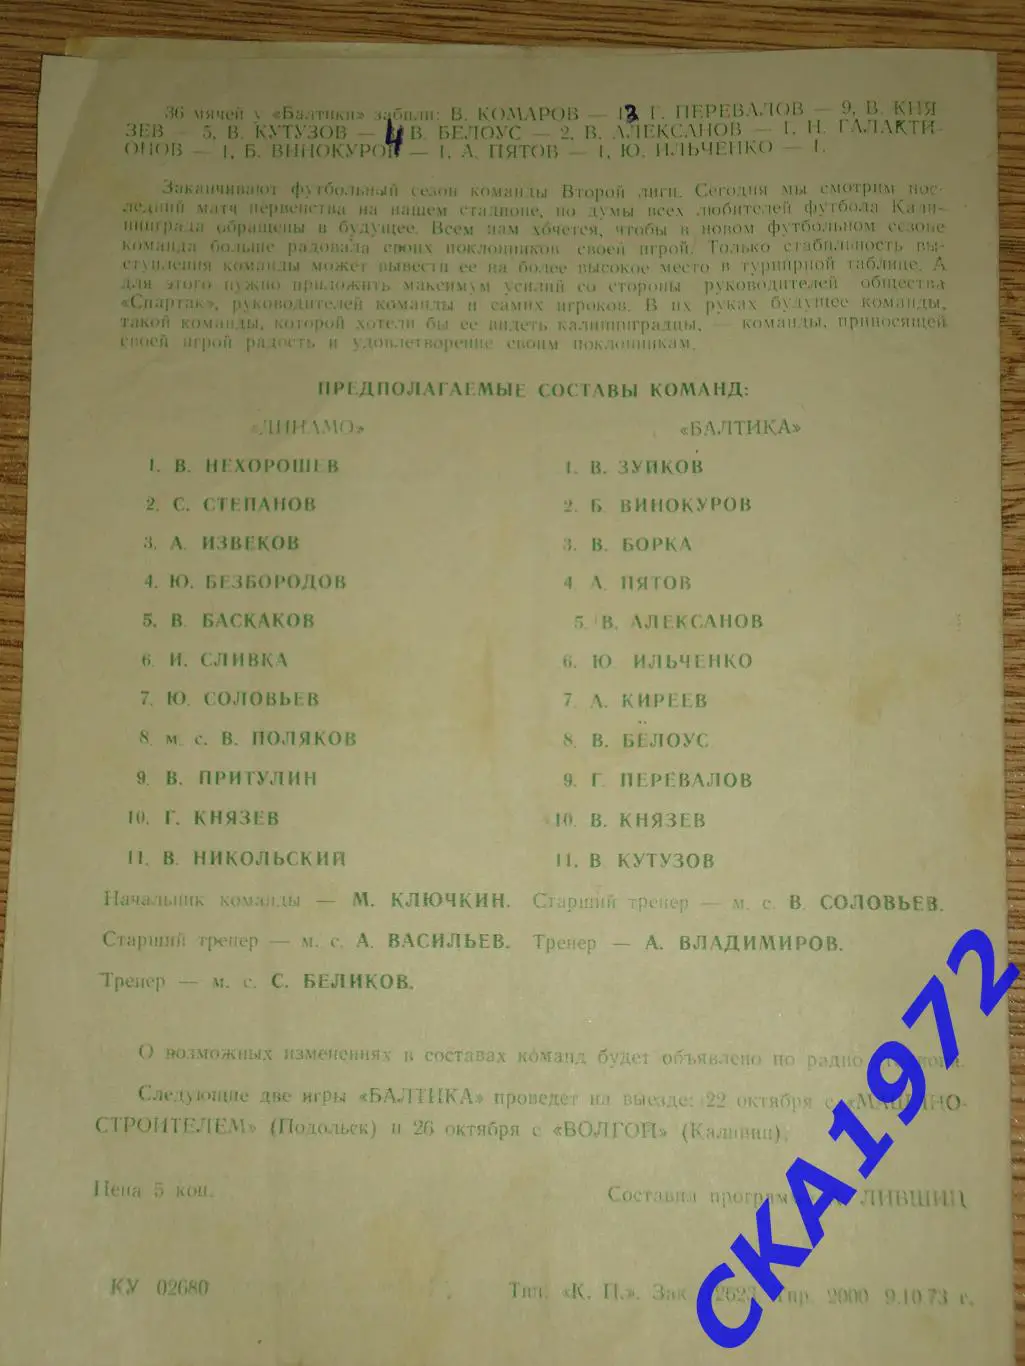 36 мячей у «Балтики» забили: В. КОМАРОВ — 13 Г. ПЕРЕВАЛОВ — 9, В. КНЯ
ЗЕВ — 5, В. КУТУЗОВ — 4 В. БЕЛОУС — 2, В. АЛЕКСАНОВ — 1, Н. ГАЛАКТИ-
ОНОВ — 1, Б. ВИНОКУРОВ — 1, А. ПЯТОВ — 1, Ю. ИЛЬЧЕНКО — 1.
Заканчивают футбольный сезон команды Второй лиги. Сегодня мы смотрим пос-
ледний матч первенства на нашем стадионе, но думы всех любителей футбола Кали-
нинграда обращены в будущее. Всем нам хочется, чтобы в новом футбольном сезоне
команда больше радовала своих поклонников своей игрой. Только стабильность вы-
ступления команды может вывести ее на более высокое место в турнирной таблице. А
для этого нужно приложить максимум усилий со стороны руководителей общества
«Спартак», руководителей команды и самих игроков. В их руках будущее команды,
такой команды, которой хотели бы ее видеть калининградцы, — команды, приносящей
своей игрой радость и удовлетворение своим поклонникам.
ПРЕДПОЛАГАЕМЫЕ СОСТАВЫ КОМАНД:
«ДИНАМО» «БАЛТИКА»
1. В. НЕХОРОШЕВ 1. В. ЗУЙКОВ
2. С. СТЕПАНОВ 2. Б. ВИНОКУРОВ
3. А. ИЗВЕКОВ 3. В. БОРКА
4. Ю. БЕЗБОРОДОВ 4 А. ПЯТОВ
5. В. БАСКАКОВ 5. В. АЛЕКСАНОВ
6 И. СЛИВКА 6. Ю ИЛЬЧЕНКО
7. Ю. СОЛОВЬЕВ 7 А. КИРЕЕВ
8 м. с. В. ПОЛЯКОВ 8. В. БЕЛОУС
9. В. ПРИТУЛИН 9. Г. ПЕРЕВАЛОВ
10. Г. КНЯЗЕВ 10. В. КНЯЗЕВ
11. В. НИКОЛЬСКИЙ 11. В КУТУЗОВ
Начальник команды — М. КЛЮЧКИН. Старший тренер — м. с. В. СОЛОВЬЕВ.
Старший тренер — м. с. А. ВАСИЛЬЕВ. Тренер — А. ВЛАДИМИРОВ.
Тренер — м. с. С. БЕЛИКОВ.
О возможных изменениях в составах команд будет объявлено по радио стадиона.
Следующие две игры «БАЛТИКА» проведет на выезде: 22 октября с «МАШИНО-
СТРОИТЕЛЕМ» (Подольск) и 26 октября с «ВОЛГОЙ» (Калинин).
Цена 5 коп. Составил программу ЛИВШИЦ
КУ 02680 Тип. «К. П.». Зак. 2623 Тир. 2000 9.10.73 г.
СКА1972